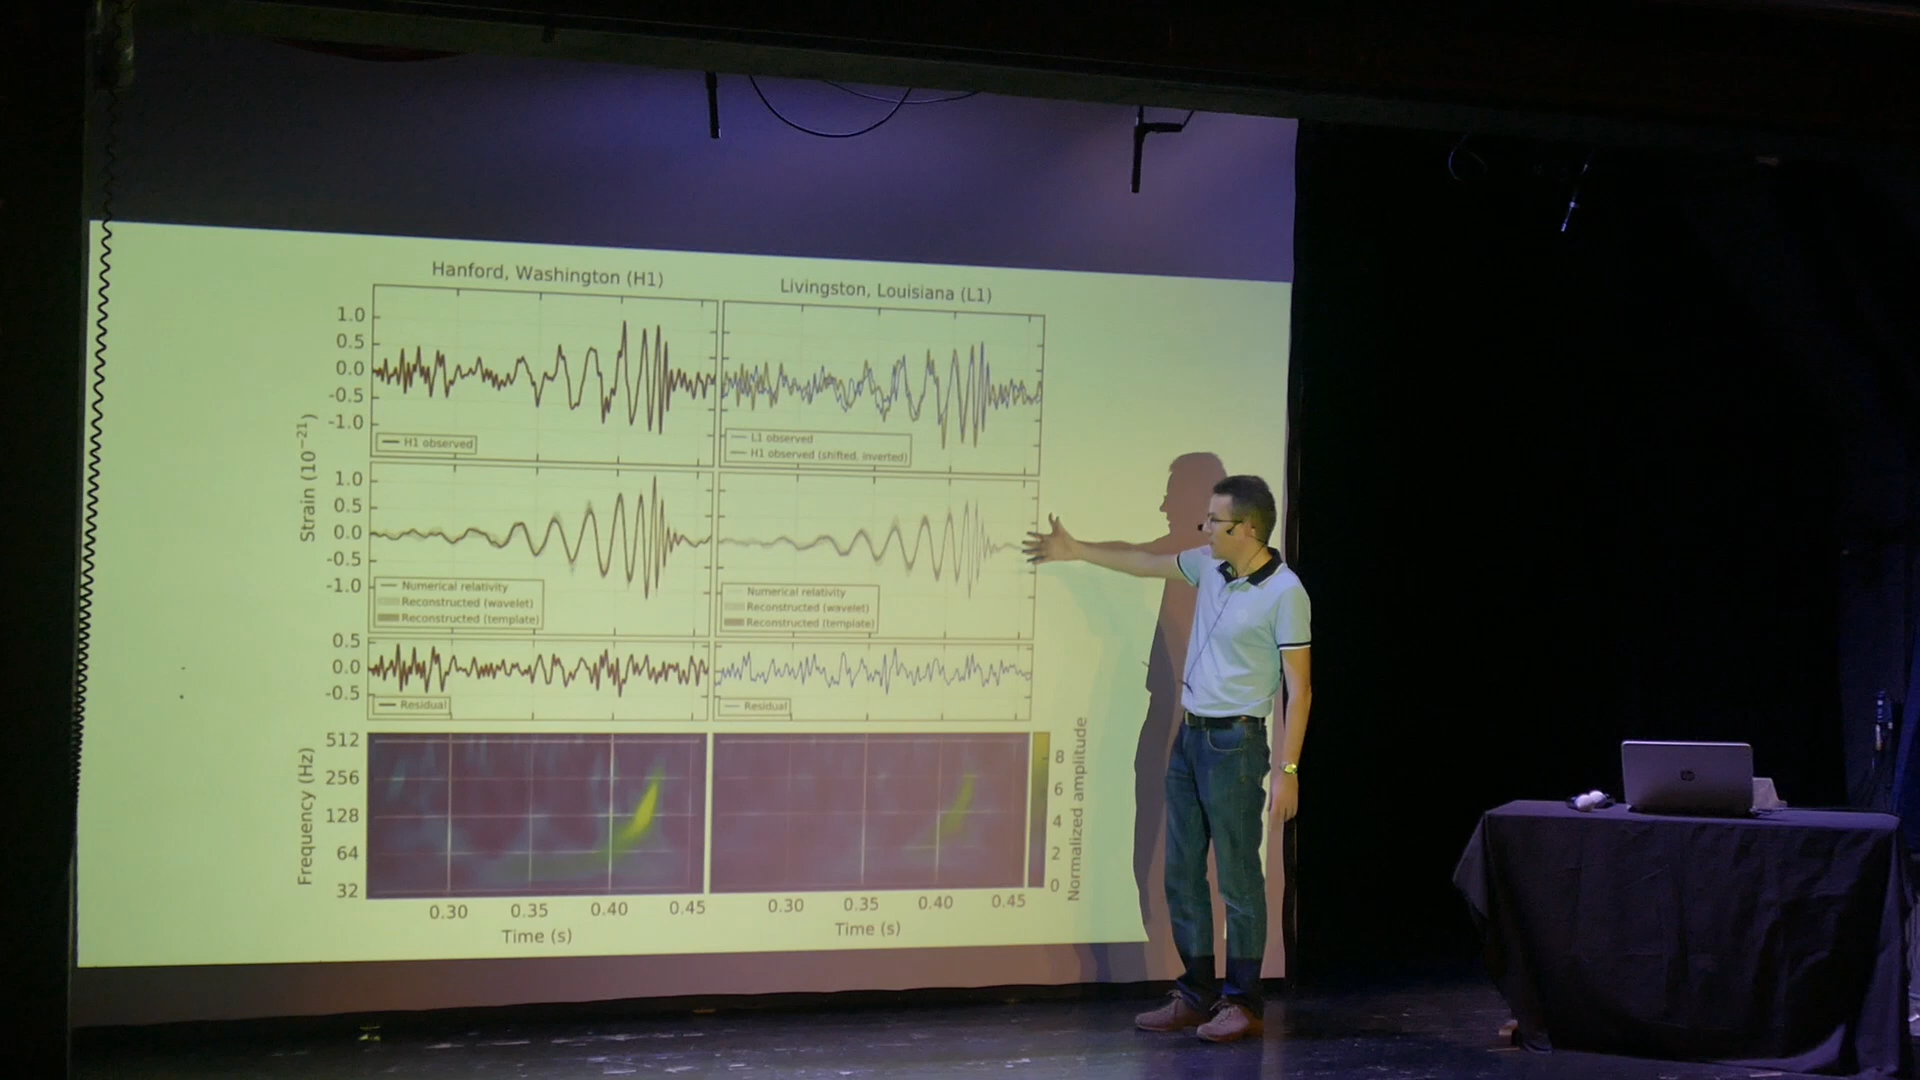 Hanford, Washington (H1)
Livingston, Louisiana (L1)
1.0
0.5
0.0
-0.5
-1.0
H1 observed
L1 observed
H1 observed (shifted, inverted)
Strain (10⁻²¹)
1.0
0.5
0.0
-0.5
-1.0
Numerical relativity
Reconstructed (wavelet)
Reconstructed (template)
Numerical relativity
Reconstructed (wavelet)
Reconstructed (template)
0.5
0.0
-0.5
Residual
Residual
Frequency (Hz)
512
256
128
64
32
8
6
4
2
0
Normalized amplitude
0.30 0.35 0.40 0.45
0.30 0.35 0.40 0.45
Time (s)
Time (s)
hp